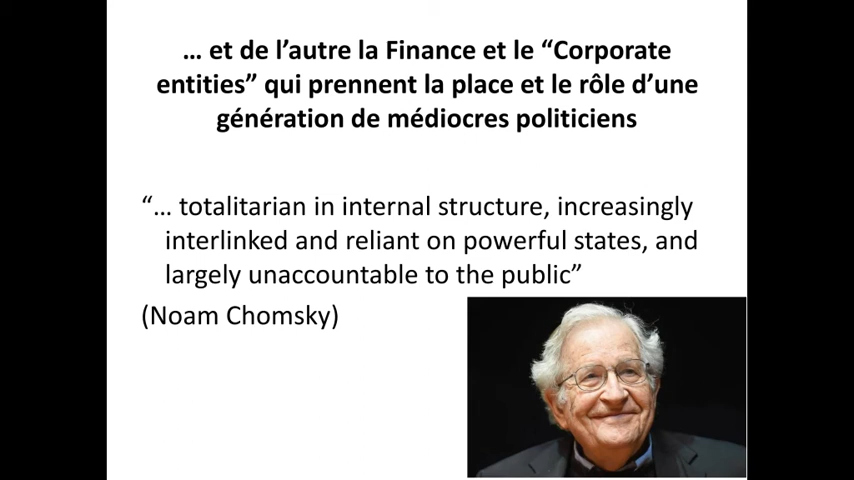 … et de l’autre la Finance et le “Corporate
entities” qui prennent la place et le rôle d’une
génération de médiocres politiciens
“… totalitarian in internal structure, increasingly
interlinked and reliant on powerful states, and
largely unaccountable to the public”
(Noam Chomsky)